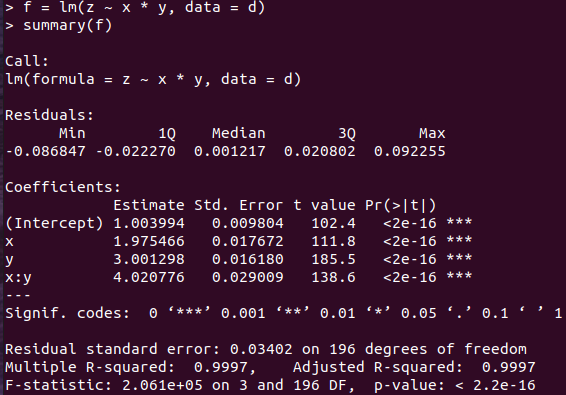 > f = lm(z ~ x * y, data = d)
> summary(f)

Call:
lm(formula = z ~ x * y, data = d)

Residuals:
      Min        1Q    Median        3Q       Max
-0.086847 -0.022270  0.001217  0.020802  0.092255

Coefficients:
            Estimate Std. Error t value Pr(>|t|)
(Intercept) 1.003994   0.009804   102.4   <2e-16 ***
x           1.975466   0.017672   111.8   <2e-16 ***
y           3.001298   0.016180   185.5   <2e-16 ***
x:y         4.020776   0.029009   138.6   <2e-16 ***
---
Signif. codes:  0 ‘***’ 0.001 ‘**’ 0.01 ‘*’ 0.05 ‘.’ 0.1 ‘ ’ 1

Residual standard error: 0.03402 on 196 degrees of freedom
Multiple R-squared:  0.9997,    Adjusted R-squared:  0.9997
F-statistic: 2.061e+05 on 3 and 196 DF,  p-value: < 2.2e-16